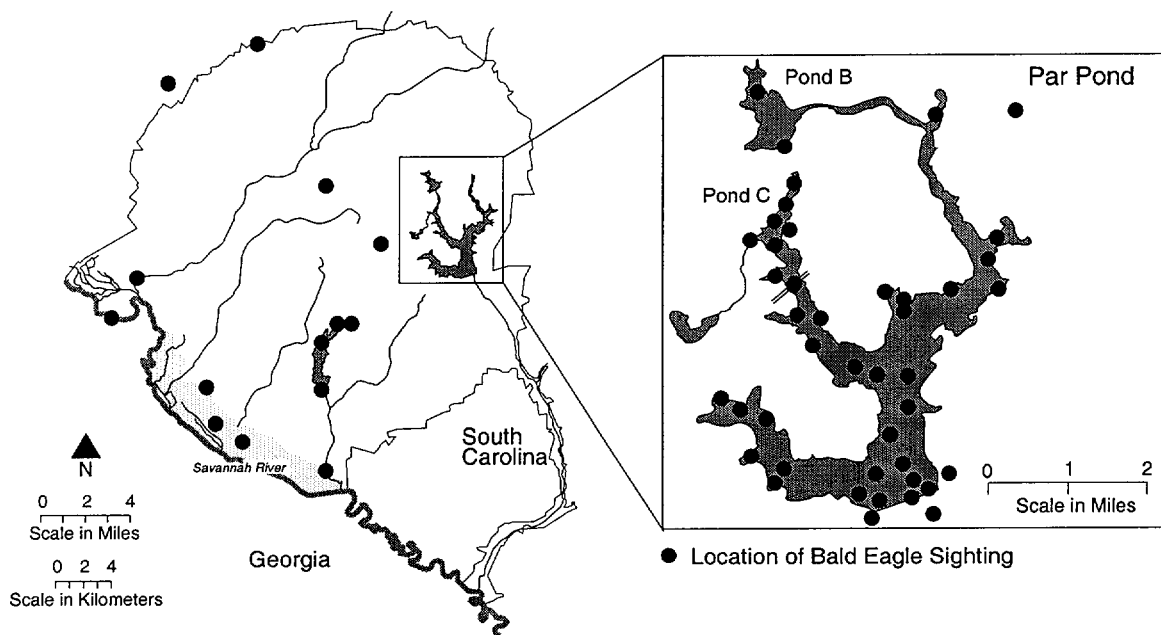 Pond B
Par Pond
Pond C
0 1 2
Scale in Miles
South
Carolina
Savannah River
Georgia
N
0 2 4
Scale in Miles
0 2 4
Scale in Kilometers
Location of Bald Eagle Sighting